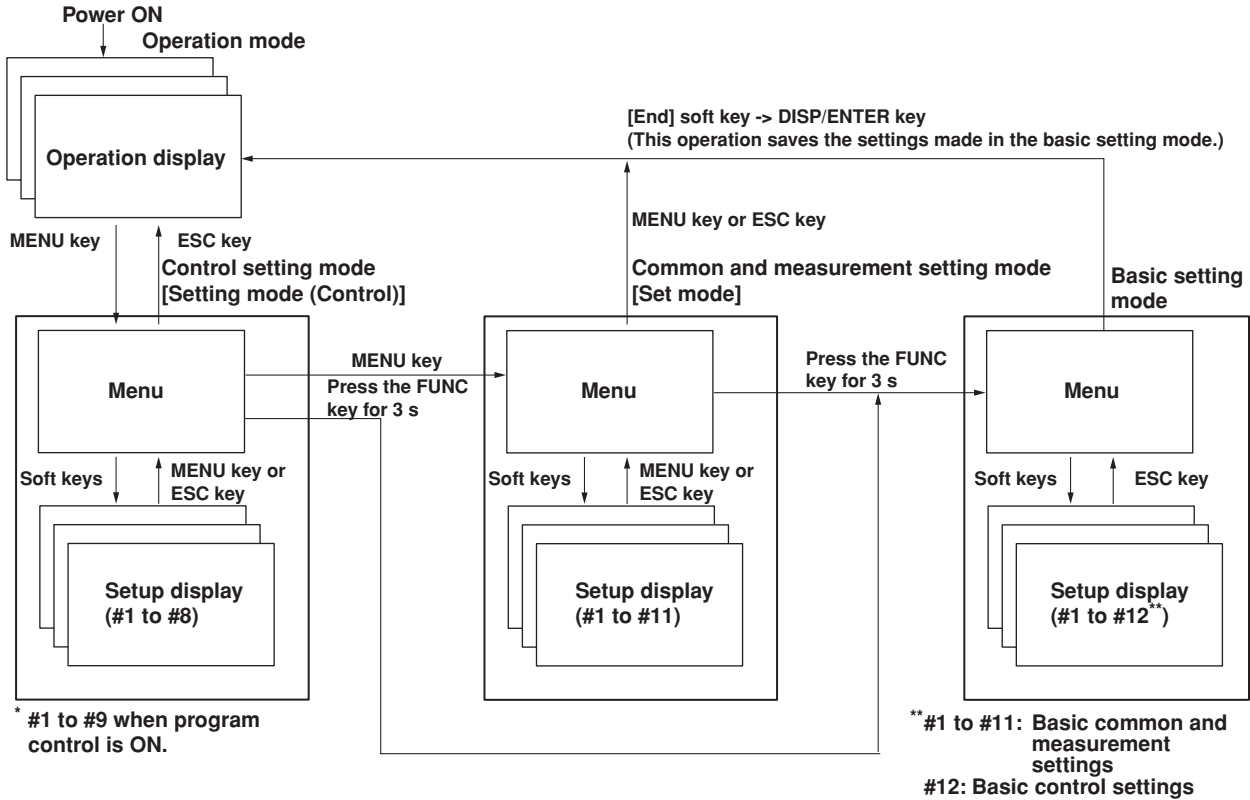 Power ON
Operation mode
Operation display
[End] soft key -> DISP/ENTER key
(This operation saves the settings made in the basic setting mode.)
MENU key
ESC key
Control setting mode
[Setting mode (Control)]
MENU key or ESC key
Common and measurement setting mode
[Set mode]
Basic setting
mode
Menu
MENU key
Press the FUNC
key for 3 s
Menu
Press the FUNC
key for 3 s
Menu
Soft keys
MENU key or
ESC key
Soft keys
MENU key or
ESC key
Soft keys
ESC key
Setup display
(#1 to #8)
Setup display
(#1 to #11)
Setup display
(#1 to #12**)
* #1 to #9 when program
control is ON.
**#1 to #11: Basic common and
measurement
settings
#12: Basic control settings